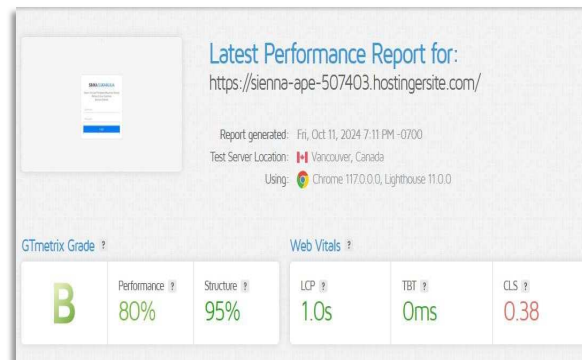 Latest Performance Report for:
https://sienna-ape-507403.hostingersite.com/
Report generated: Fri, Oct 11, 2024 7:11 PM -0700
Test Server Location: Vancouver, Canada
Using: Chrome 117.0.0.0, Lighthouse 11.0.0
GTmetrix Grade ?
Web Vitals ?
B
Performance ?
80%
Structure ?
95%
LCP ?
1.0s
TBT ?
0ms
CLS ?
0.38